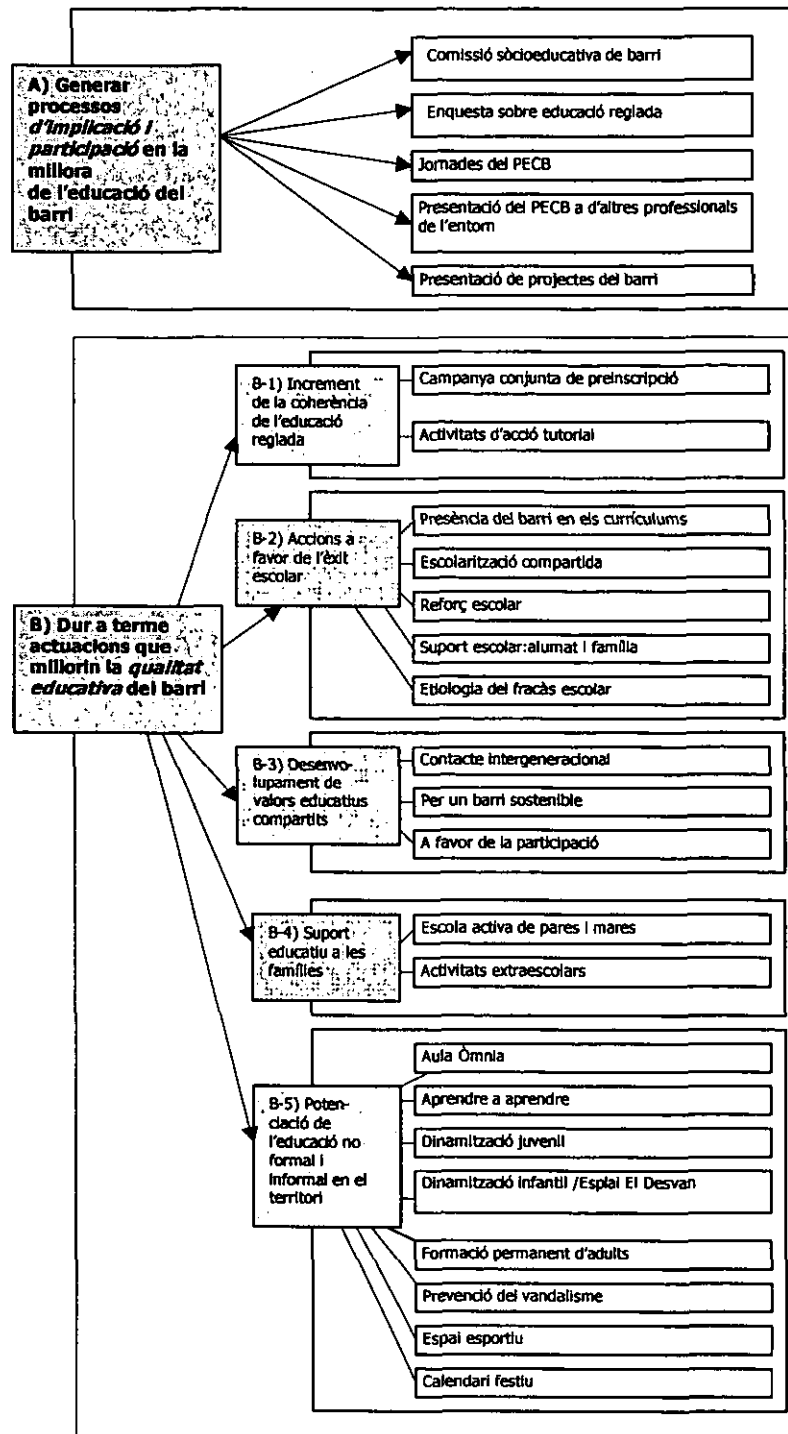 A) Generar
processos
d'implicació i
participació en la
millora
de l'educació del
barri
Comissió sòcioeducativa de barri
Enquesta sobre educació reglada
Jornades del PECB
Presentació del PECB a d'altres professionals
de l'entorn
Presentació de projectes del barri
B) Dur a terme
actuacions que
millorin la qualitat
educativa del barri
B-1) Increment
de la coherència
de l'educació
reglada
Campanya conjunta de preinscripció
Activitats d'acció tutorial
B-2) Accions a
favor de l'èxit
escolar
Presència del barri en els currículums
Escolarització compartida
Reforç escolar
Suport escolar:alumat i família
Etiologia del fracàs escolar
B-3) Desenvo-
lupament de
valors educatius
compartits
Contacte intergeneracional
Per un barri sostenible
A favor de la participació
B-4) Suport
educatiu a les
famílies
Escola activa de pares i mares
Activitats extraescolars
B-5) Poten-
ciació de
l'educació no
formal i
informal en el
territori
Aula Òmnia
Aprendre a aprendre
Dinamització juvenil
Dinamització infantil /Esplai El Desvan
Formació permanent d'adults
Prevenció del vandalisme
Espai esportiu
Calendari festiu